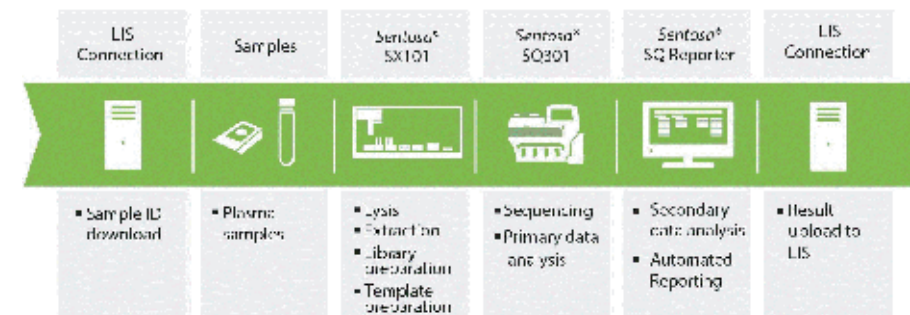 LIS
Connection
Samples
Sentosa®
SX101
Sentosa®
SQ301
Sentosa®
SQ Reporter
LIS
Connection
▪ Sample ID
download
▪ Plasma
samples
▪ Lysis
▪ Extraction
▪ Library
preparation
▪ Template
preparation
▪ Sequencing
▪ Primary data
analysis
▪ Secondary
data analysis
▪ Automated
Reporting
▪ Result
upload to
LIS